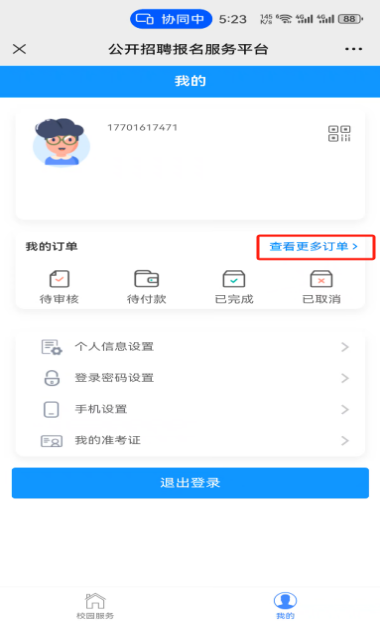 协同中 5:23 145 K/s 6 4G 4G 88
公开招聘报名服务平台
我的
17701617471
我的订单 查看更多订单 >
待审核 待付款 已完成 已取消
个人信息设置
登录密码设置
手机设置
我的准考证
退出登录
校园服务 我的